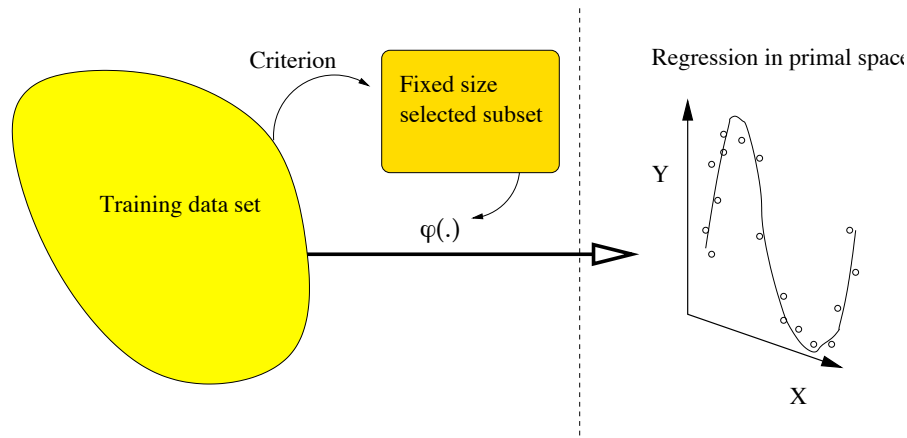 Criterion
Fixed size
selected subset
Training data set
φ(.)
Regression in primal space
Y
X